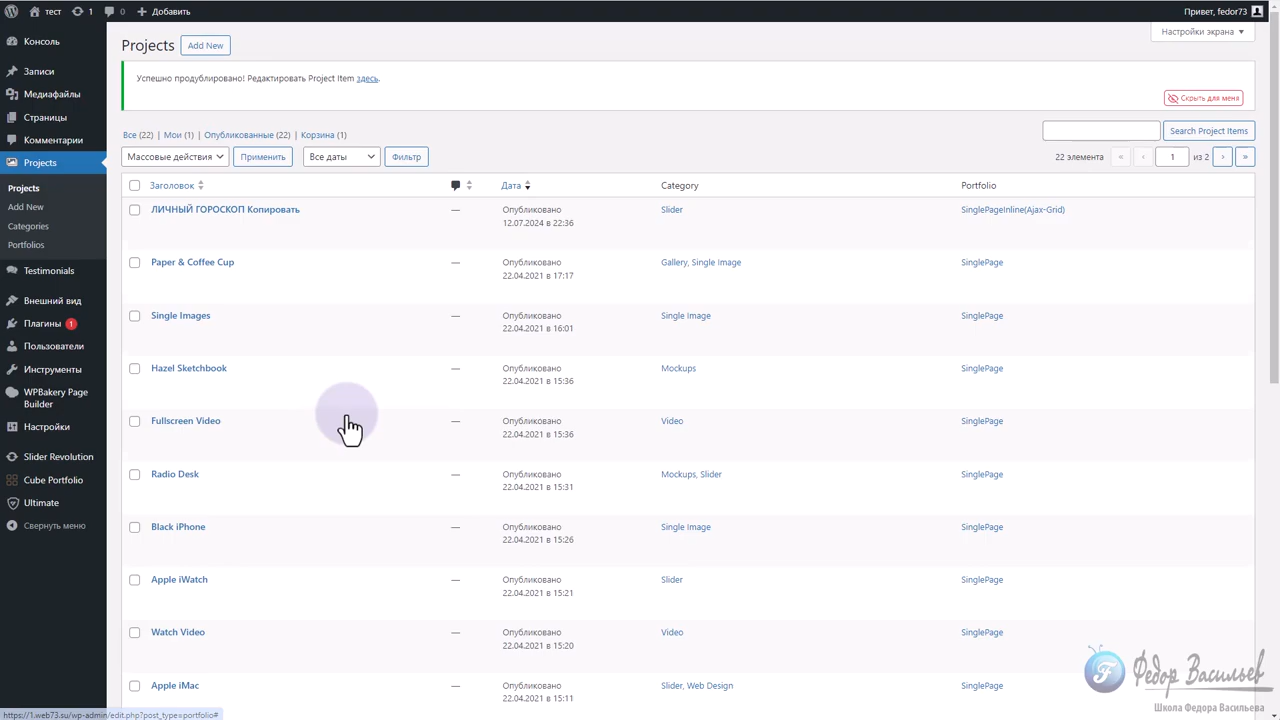 тест 1 0 Добавить Привет, fedor73
Настройки экрана
Консоль
Записи
Медиафайлы
Страницы
Комментарии
Projects
Projects
Add New
Categories
Portfolios
Testimonials
Внешний вид
Плагины 1
Пользователи
Инструменты
WPBakery Page
Builder
Настройки
Slider Revolution
Cube Portfolio
Ultimate
Свернуть меню
Projects Add New
Успешно продублировано! Редактировать Project Item здесь.
Скрыть для меня
Все (22) | Мои (1) | Опубликованные (22) | Корзина (1)
Search Project Items
Массовые действия Применить Все даты Фильтр 22 элемента « ‹ 1 из 2 › »
Заголовок Дата Category Portfolio
ЛИЧНЫЙ ГОРОСКОП Копировать — Опубликовано Slider SinglePageInline(Ajax-Grid)
12.07.2024 в 22:36
Paper & Coffee Cup — Опубликовано Gallery, Single Image SinglePage
22.04.2021 в 17:17
Single Images — Опубликовано Single Image SinglePage
22.04.2021 в 16:01
Hazel Sketchbook — Опубликовано Mockups SinglePage
22.04.2021 в 15:36
Fullscreen Video — Опубликовано Video SinglePage
22.04.2021 в 15:36
Radio Desk — Опубликовано Mockups, Slider SinglePage
22.04.2021 в 15:31
Black iPhone — Опубликовано Single Image SinglePage
22.04.2021 в 15:26
Apple iWatch — Опубликовано Slider SinglePage
22.04.2021 в 15:21
Watch Video — Опубликовано Video SinglePage
22.04.2021 в 15:20
Apple iMac — Опубликовано Slider, Web Design
22.04.2021 в 15:11
Федор Васильев
Школа Федора Васильева
https://1.web73.su/wp-admin/edit.php?post_type=portfolio#